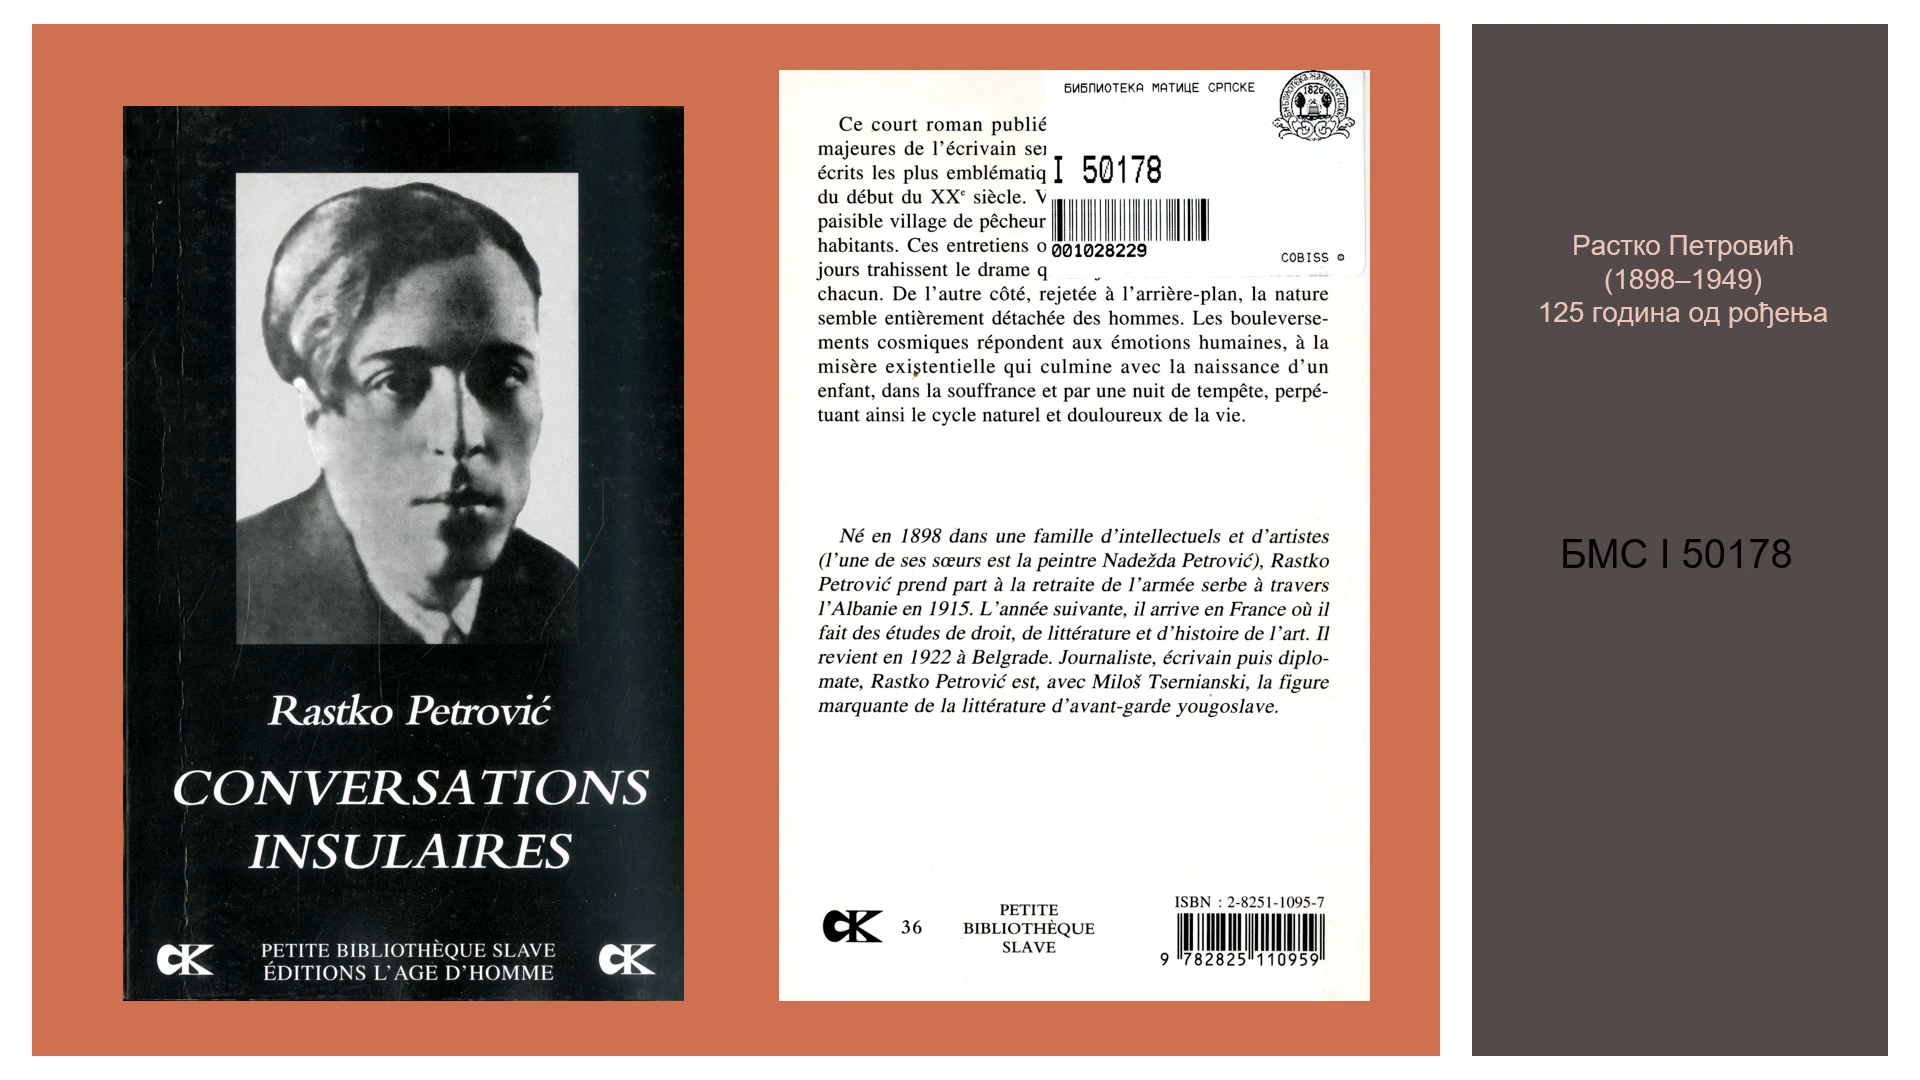 Rastko Petrović
CONVERSATIONS
INSULAIRES
PETITE BIBLIOTHÈQUE SLAVE
ÉDITIONS L'AGE D'HOMME
БИБЛИОТЕКА МАТИЦЕ СРПСКЕ
1826
I 50178
001028229
COBISS
Ce court roman publié
majeures de l'écrivain
écrits les plus
du début du XXe siècle.
paisible village de
habitants. Ces entretiens
jours trahissent le drame
chacun. De l'autre côté, rejetée à l'arrière-plan, la nature
semble entièrement détachée des hommes. Les bouleverse-
ments cosmiques répondent aux émotions humaines, à la
misère existentielle qui culmine avec la naissance d'un
enfant, dans la souffrance et par une nuit de tempête, perpé-
tuant ainsi le cycle naturel et douloureux de la vie.
Né en 1898 dans une famille d'intellectuels et d'artistes
(l'une de ses sœurs est la peintre Nadežda Petrović), Rastko
Petrović prend part à la retraite de l'armée serbe à travers
l'Albanie en 1915. L'année suivante, il arrive en France où il
fait des études de droit, de littérature et d'histoire de l'art. Il
revient en 1922 à Belgrade. Journaliste, écrivain puis diplo-
mate, Rastko Petrović est, avec Miloš Tsernianski, la figure
marquante de la littérature d'avant-garde yougoslave.
36
PETITE
BIBLIOTHÈQUE
SLAVE
ISBN : 2-8251-1095-7
9 782825 110959
Растко Петровић
(1898–1949)
125 година од рођења
БМС I 50178